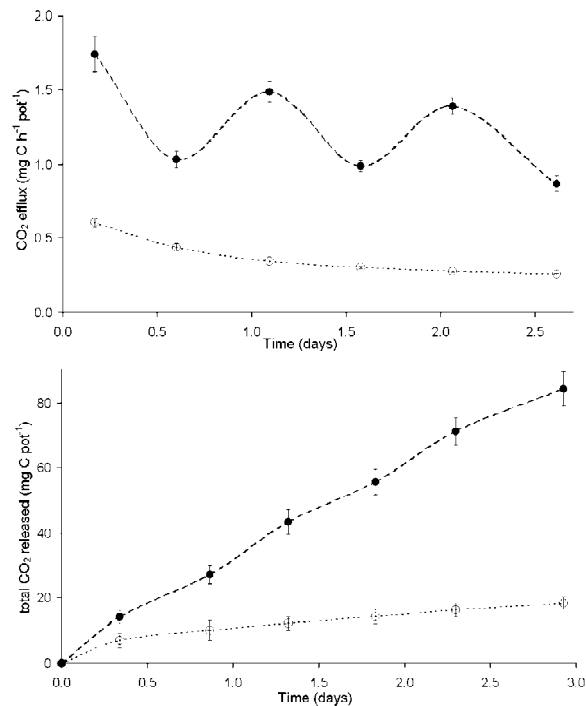 2.0
1.5
1.0
0.5
0.0
CO₂ efflux (mg C h⁻¹ pot⁻¹)
0.0 0.5 1.0 1.5 2.0 2.5
Time (days)
80
60
40
20
0
total CO₂ released (mg C pot⁻¹)
0.0 0.5 1.0 1.5 2.0 2.5 3.0
Time (days)